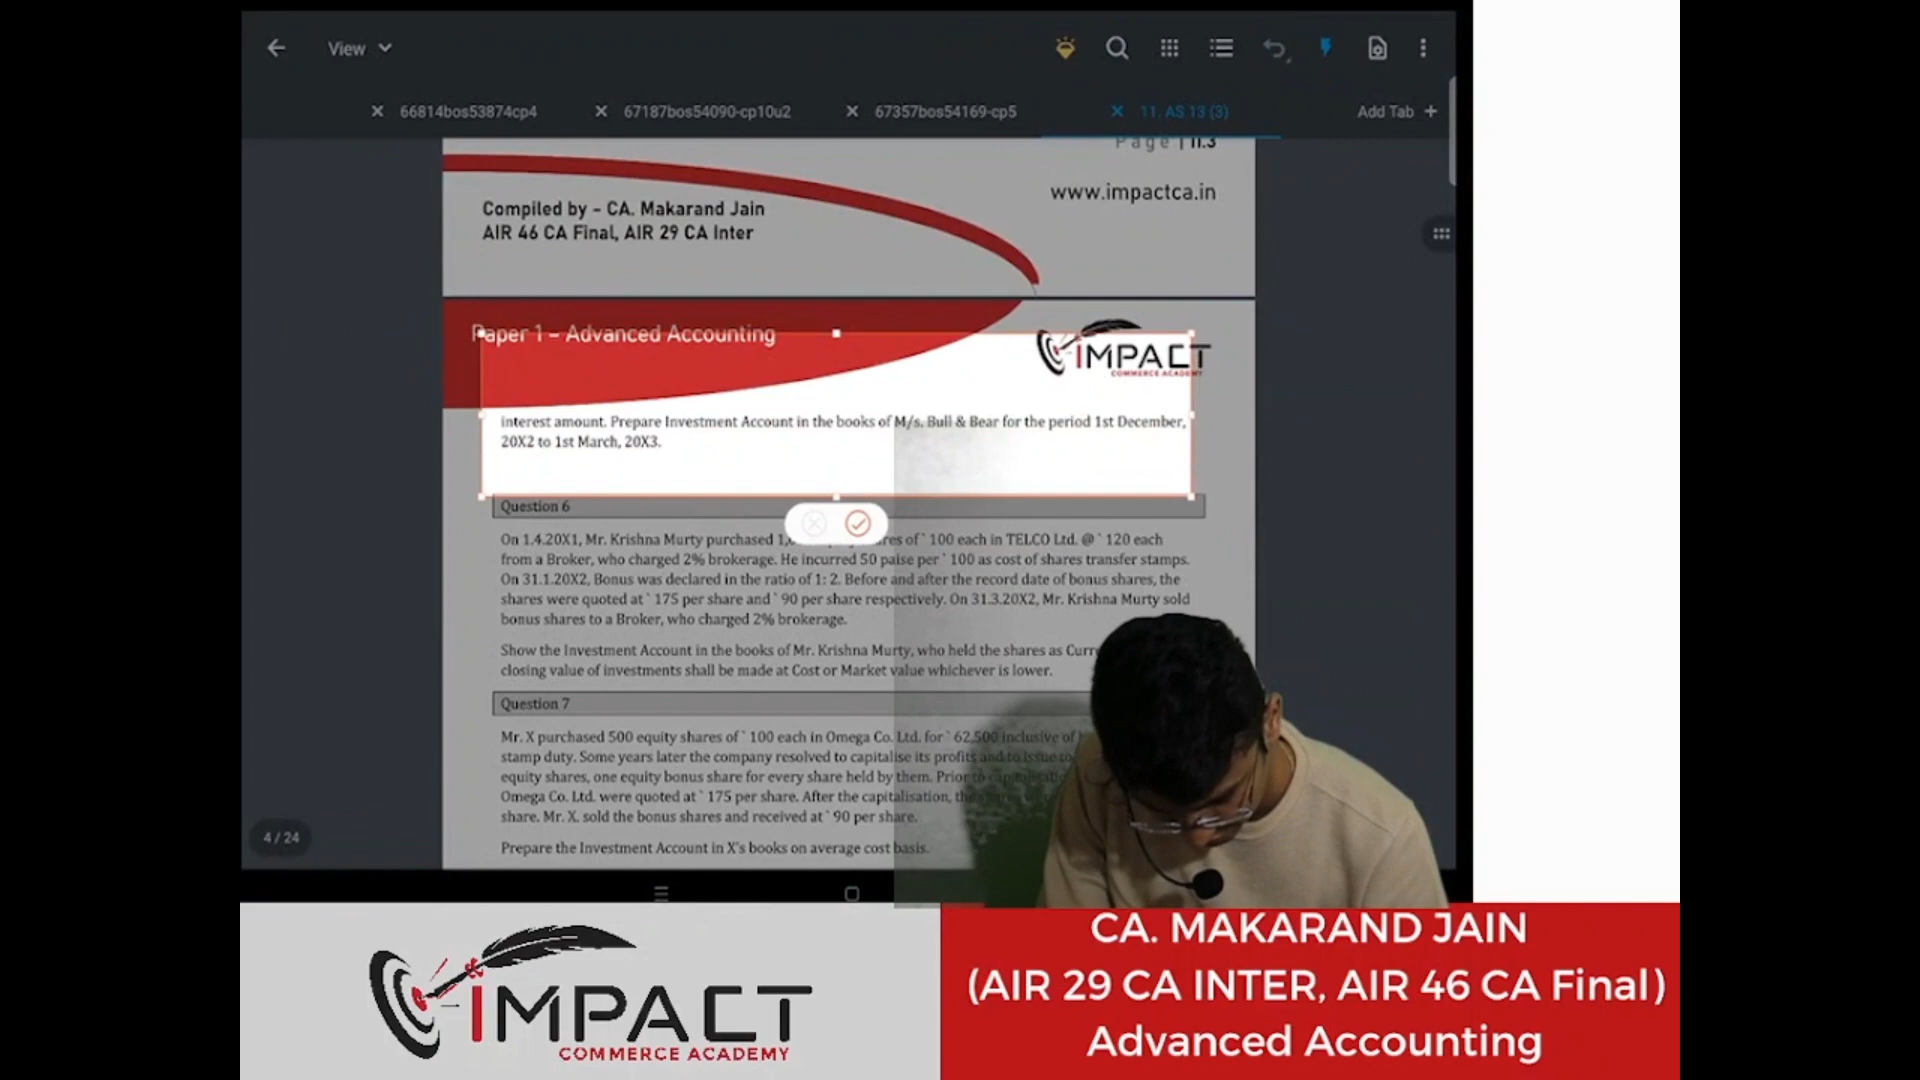 View
66814bos53874cp4
67187bos54090-cp10u2
67357bos54169-cp5
11. AS 13 (3)
Add Tab +
Page | 11.3
www.impactca.in
Compiled by – CA. Makarand Jain
AIR 46 CA Final, AIR 29 CA Inter
Paper 1 – Advanced Accounting
IMPACT
COMMERCE ACADEMY
interest amount. Prepare Investment Account in the books of M/s. Bull & Bear for the period 1st December,
20X2 to 1st March, 20X3.
Question 6
On 1.4.20X1, Mr. Krishna Murty purchased of ` 100 each in TELCO Ltd. @ ` 120 each
from a Broker, who charged 2% brokerage. He incurred 50 paise per ` 100 as cost of shares transfer stamps.
On 31.1.20X2, Bonus was declared in the ratio of 1: 2. Before and after the record date of bonus shares, the
shares were quoted at ` 175 per share and ` 90 per share respectively. On 31.3.20X2, Mr. Krishna Murty sold
bonus shares to a Broker, who charged 2% brokerage.
Show the Investment Account in the books of Mr. Krishna Murty, who held the shares as
closing value of investments shall be made at Cost or Market value whichever is lower.
Question 7
Mr. X purchased 500 equity shares of ` 100 each in Omega Co. Ltd. for ` 62,500 inclusive of
stamp duty. Some years later the company resolved to capitalise its profits and to issue to
equity shares, one equity bonus share for every share held by them. Prior to
Omega Co. Ltd. were quoted at ` 175 per share. After the capitalisation,
share. Mr. X. sold the bonus shares and received at ` 90 per share.
Prepare the Investment Account in X's books on average cost basis.
4 / 24
IMPACT
COMMERCE ACADEMY
CA. MAKARAND JAIN
(AIR 29 CA INTER, AIR 46 CA Final)
Advanced Accounting